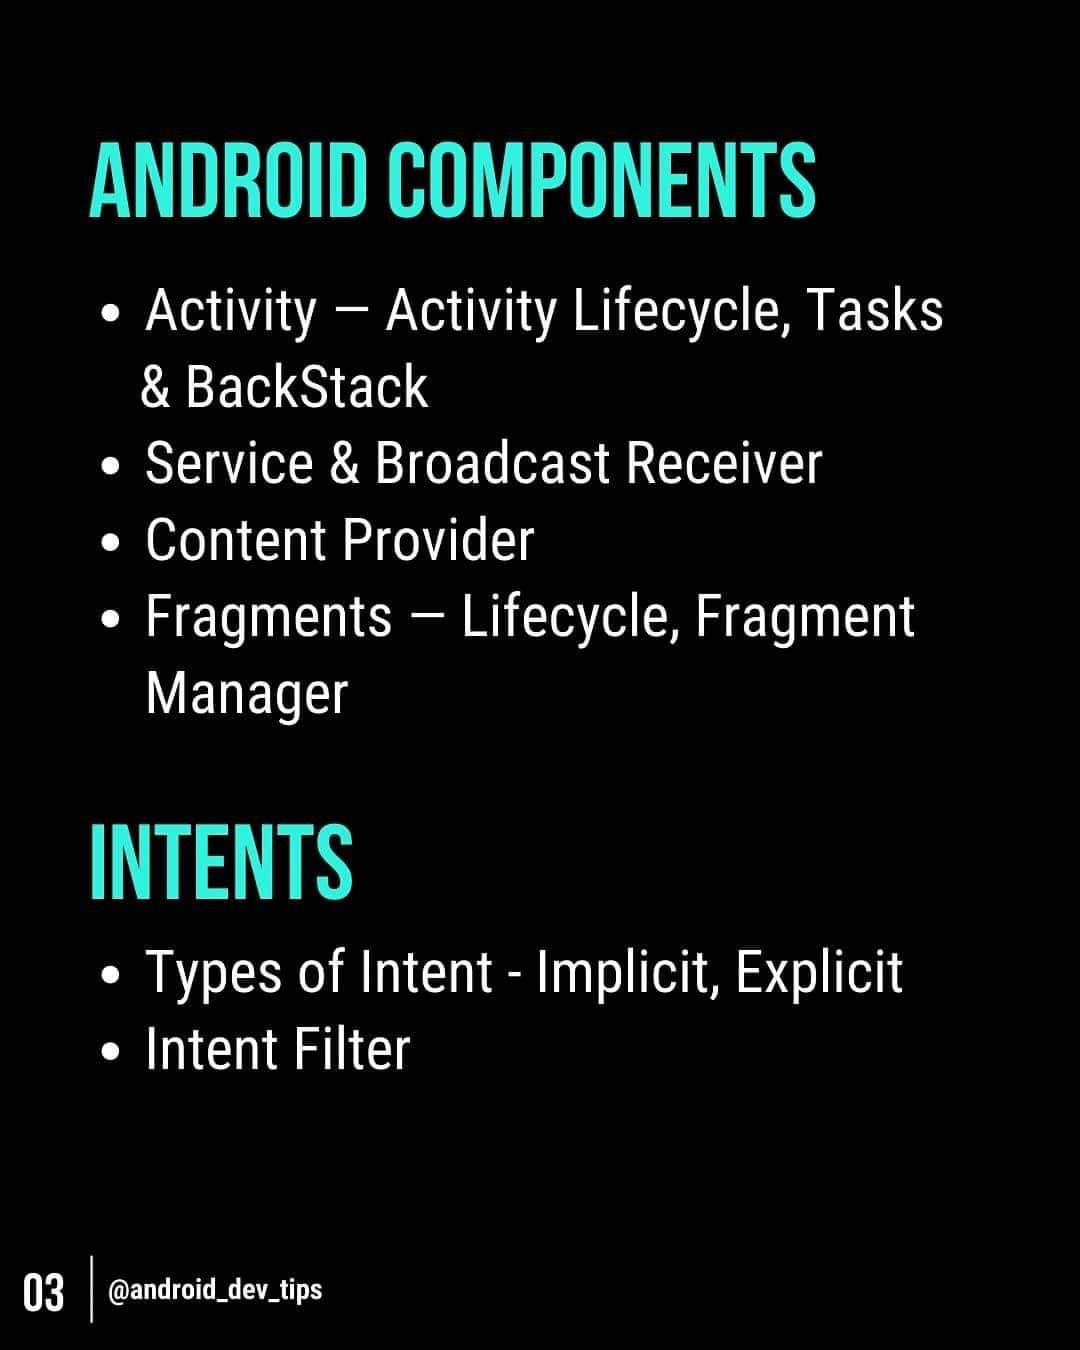 ANDROID COMPONENTS
• Activity — Activity Lifecycle, Tasks
& BackStack
• Service & Broadcast Receiver
• Content Provider
• Fragments — Lifecycle, Fragment
Manager
INTENTS
• Types of Intent - Implicit, Explicit
• Intent Filter
03 | @android_dev_tips